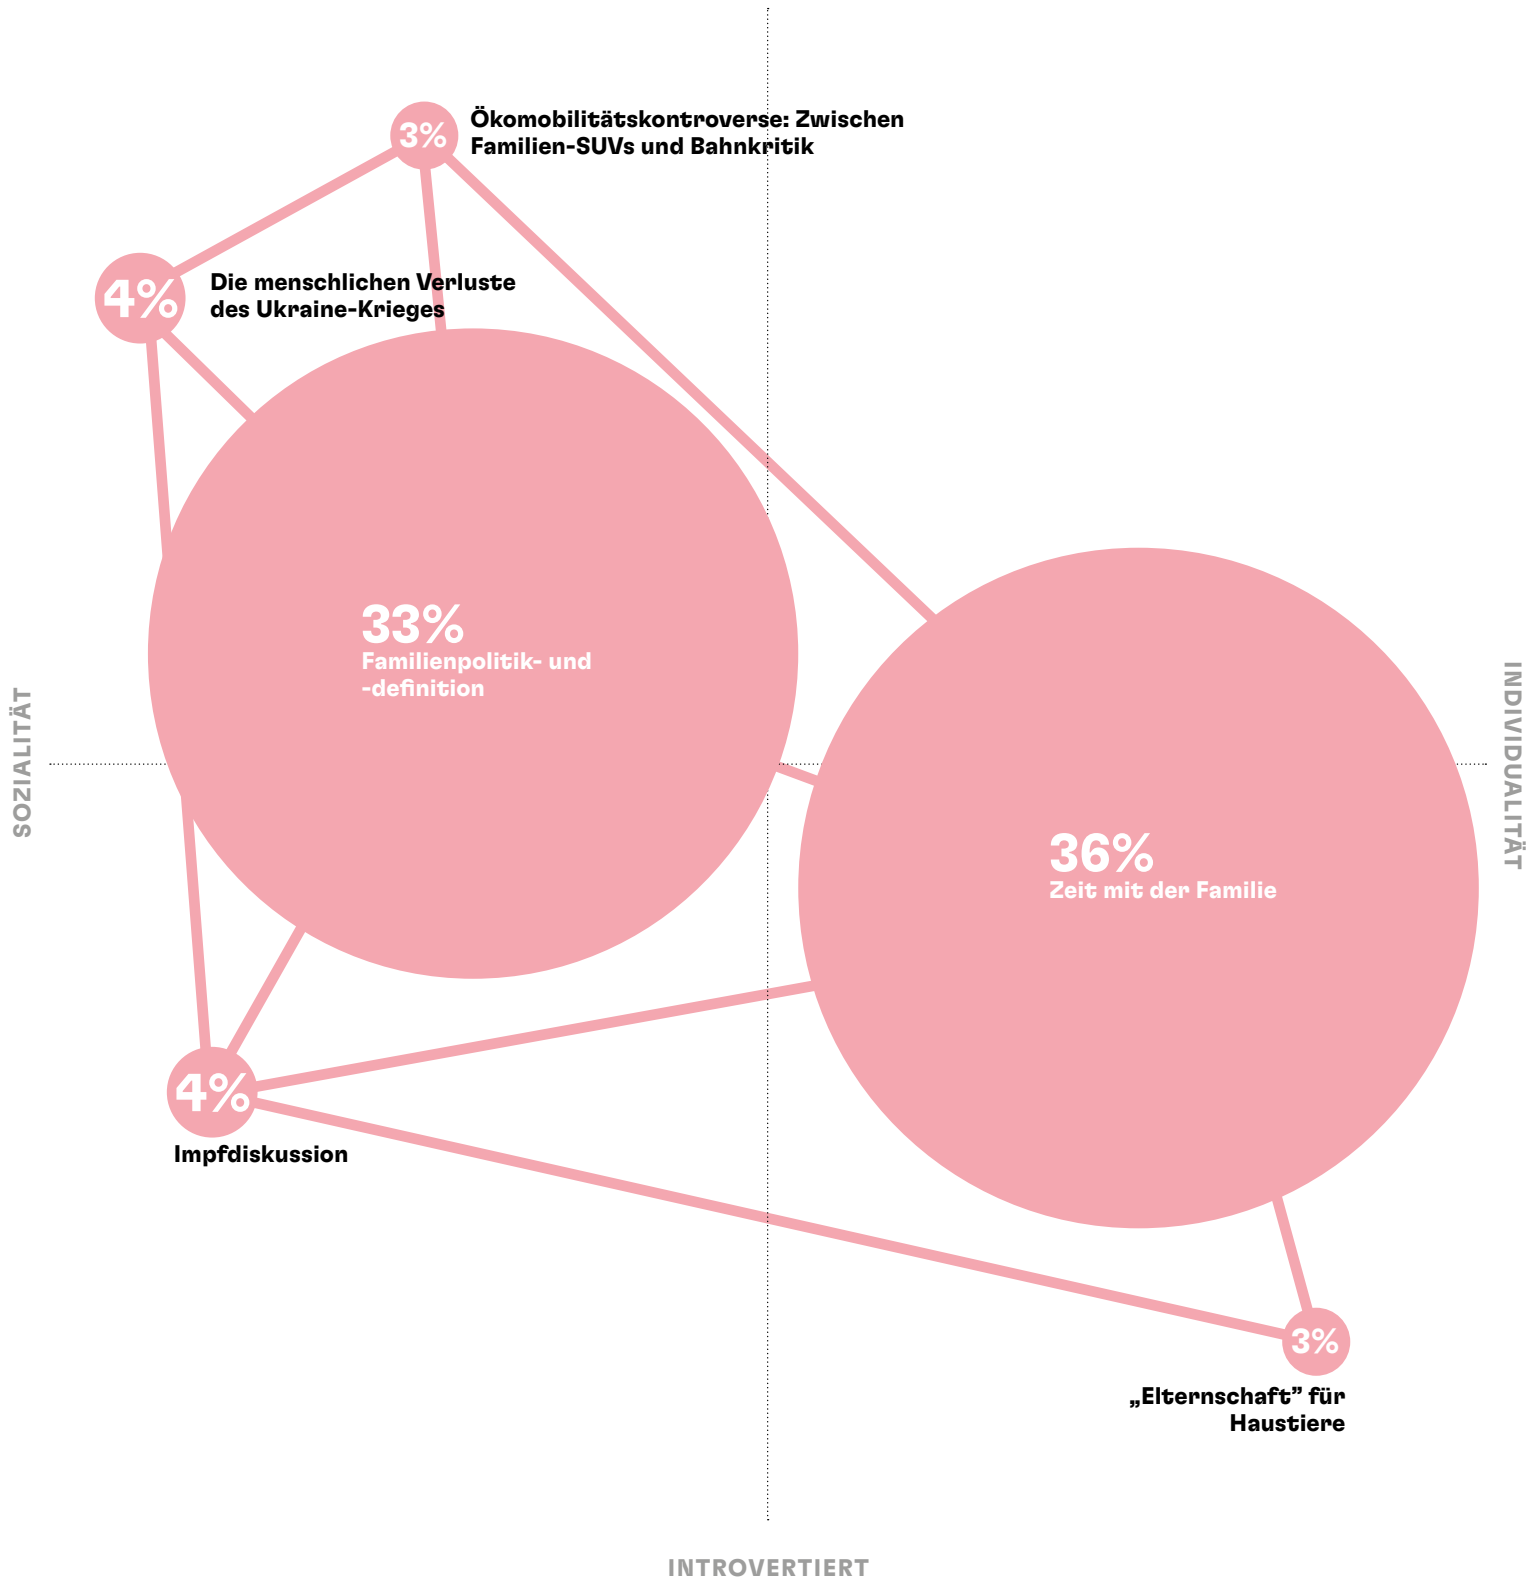 3%
Ökomobilitätskontroverse: Zwischen
Familien-SUVs und Bahnkritik
4%
Die menschlichen Verluste
des Ukraine-Krieges
33%
Familienpolitik- und
-definition
SOZIALITÄT
INDIVIDUALITÄT
36%
Zeit mit der Familie
4%
Impfdiskussion
3%
„Elternschaft” für
Haustiere
INTROVERTIERT